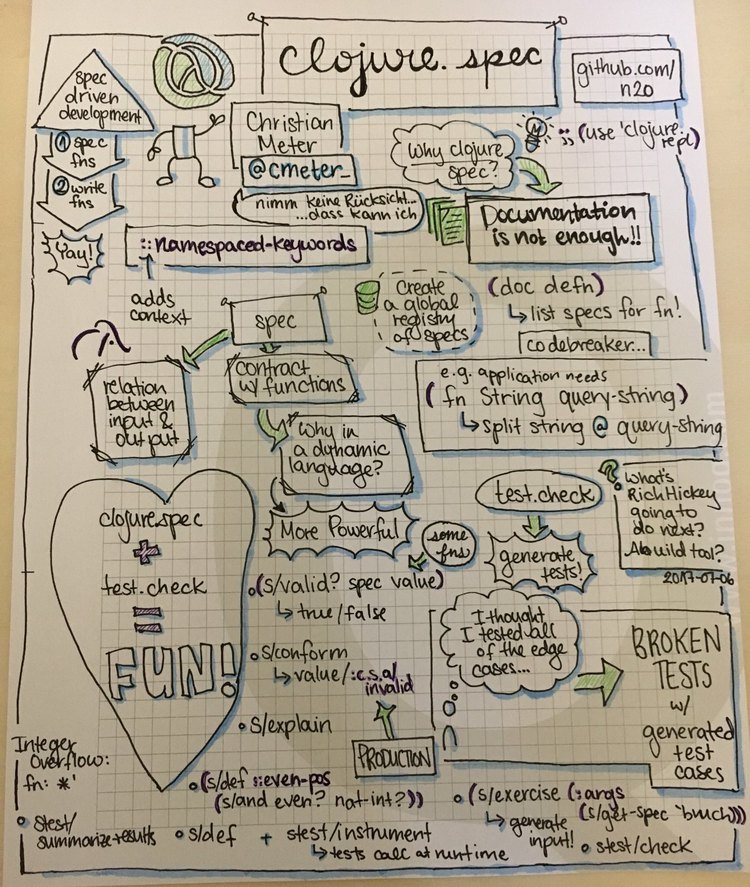 clojure.spec
github.com/
n2o
spec
driven
development
① spec
fns
② write
fns
Yay!
Christian
Meter
@cmeter_
nimm keine Rücksicht...
...dass kann ich
Why clojure
spec?
;; (use 'clojure.
repl)
Documentation
is not enough!!
::namespaced-keywords
adds
context
spec
Create
a global
registry
of specs
(doc defn)
↳ list specs for fn!
codebreaker...
e.g. application needs
(fn String query-string)
↳ split string @ query-string
relation
between
input &
output
contract
w/ functions
Why in
a dynamic
language?
More Powerful
some
fns
test.check
generate
tests!
?
What's
Rich Hickey
going to
do next?
A build tool?
2017-07-06
clojure.spec
+
test.check
=
FUN!
• (s/valid? spec value)
↳ true/false
• s/conform
↳ value/:c.s.a/
invalid
• s/explain
PRODUCTION
I thought
I tested all
of the edge
cases...
BROKEN
TESTS
w/
generated
test
cases
Integer
Overflow:
fn: *'
• stest/
summarize-results
• (s/def ::even-pos
(s/and even? nat-int?))
• s/def + stest/instrument
↳ tests calc at runtime
• (s/exercise (:args
(s/get-spec `bmuch)))
↳ generate
input!
• stest/check